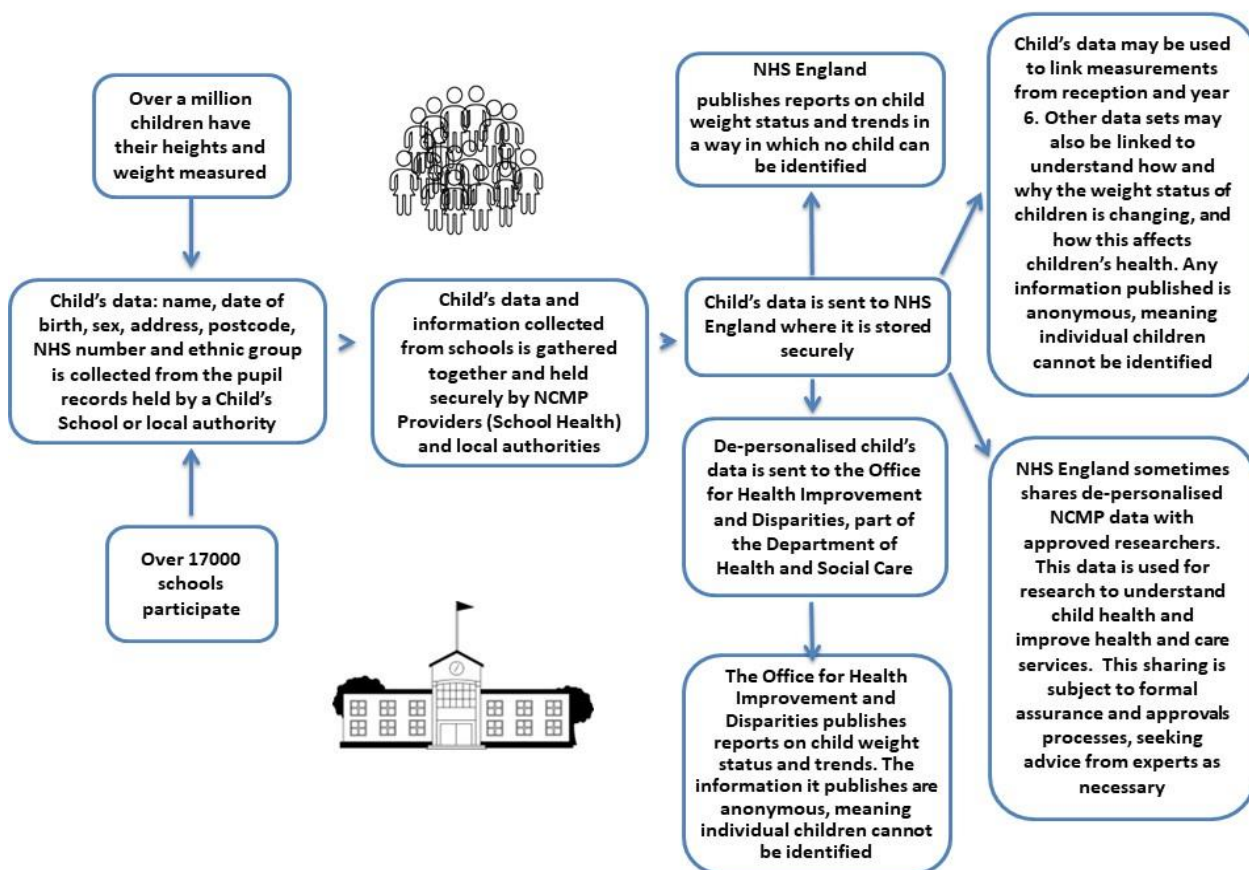 Over a million
children have
their heights and
weight measured
Child's data: name, date of
birth, sex, address, postcode,
NHS number and ethnic group
is collected from the pupil
records held by a Child's
School or local authority
Over 17000
schools
participate
Child's data and
information collected
from schools is gathered
together and held
securely by NCMP
Providers (School Health)
and local authorities
NHS England
publishes reports on child
weight status and trends in
a way in which no child can
be identified
Child's data is sent to NHS
England where it is stored
securely
De-personalised child's
data is sent to the Office
for Health Improvement
and Disparities, part of
the Department of
Health and Social Care
The Office for Health
Improvement and
Disparities publishes
reports on child weight
status and trends. The
information it publishes are
anonymous, meaning
individual children cannot
be identified
Child's data may be used
to link measurements
from reception and year
6. Other data sets may
also be linked to
understand how and
why the weight status of
children is changing, and
how this affects
children's health. Any
information published is
anonymous, meaning
individual children
cannot be identified
NHS England sometimes
shares de-personalised
NCMP data with
approved researchers.
This data is used for
research to understand
child health and
improve health and care
services. This sharing is
subject to formal
assurance and approvals
processes, seeking
advice from experts as
necessary